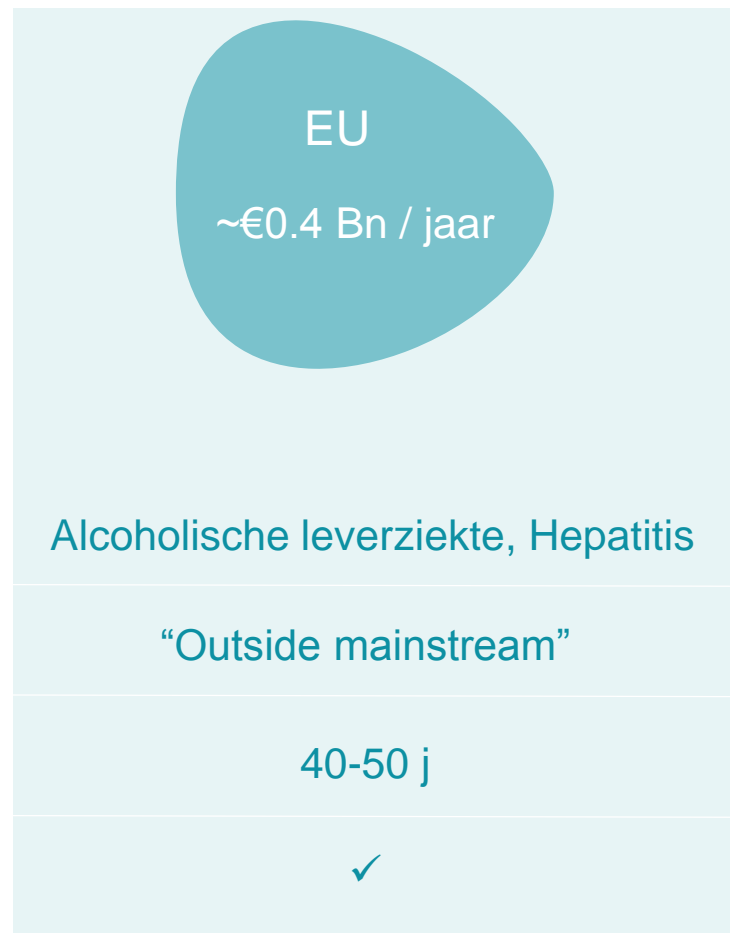 EU
~€0.4 Bn / jaar
Alcoholische leverziekte, Hepatitis
“Outside mainstream”
40-50 j
✓